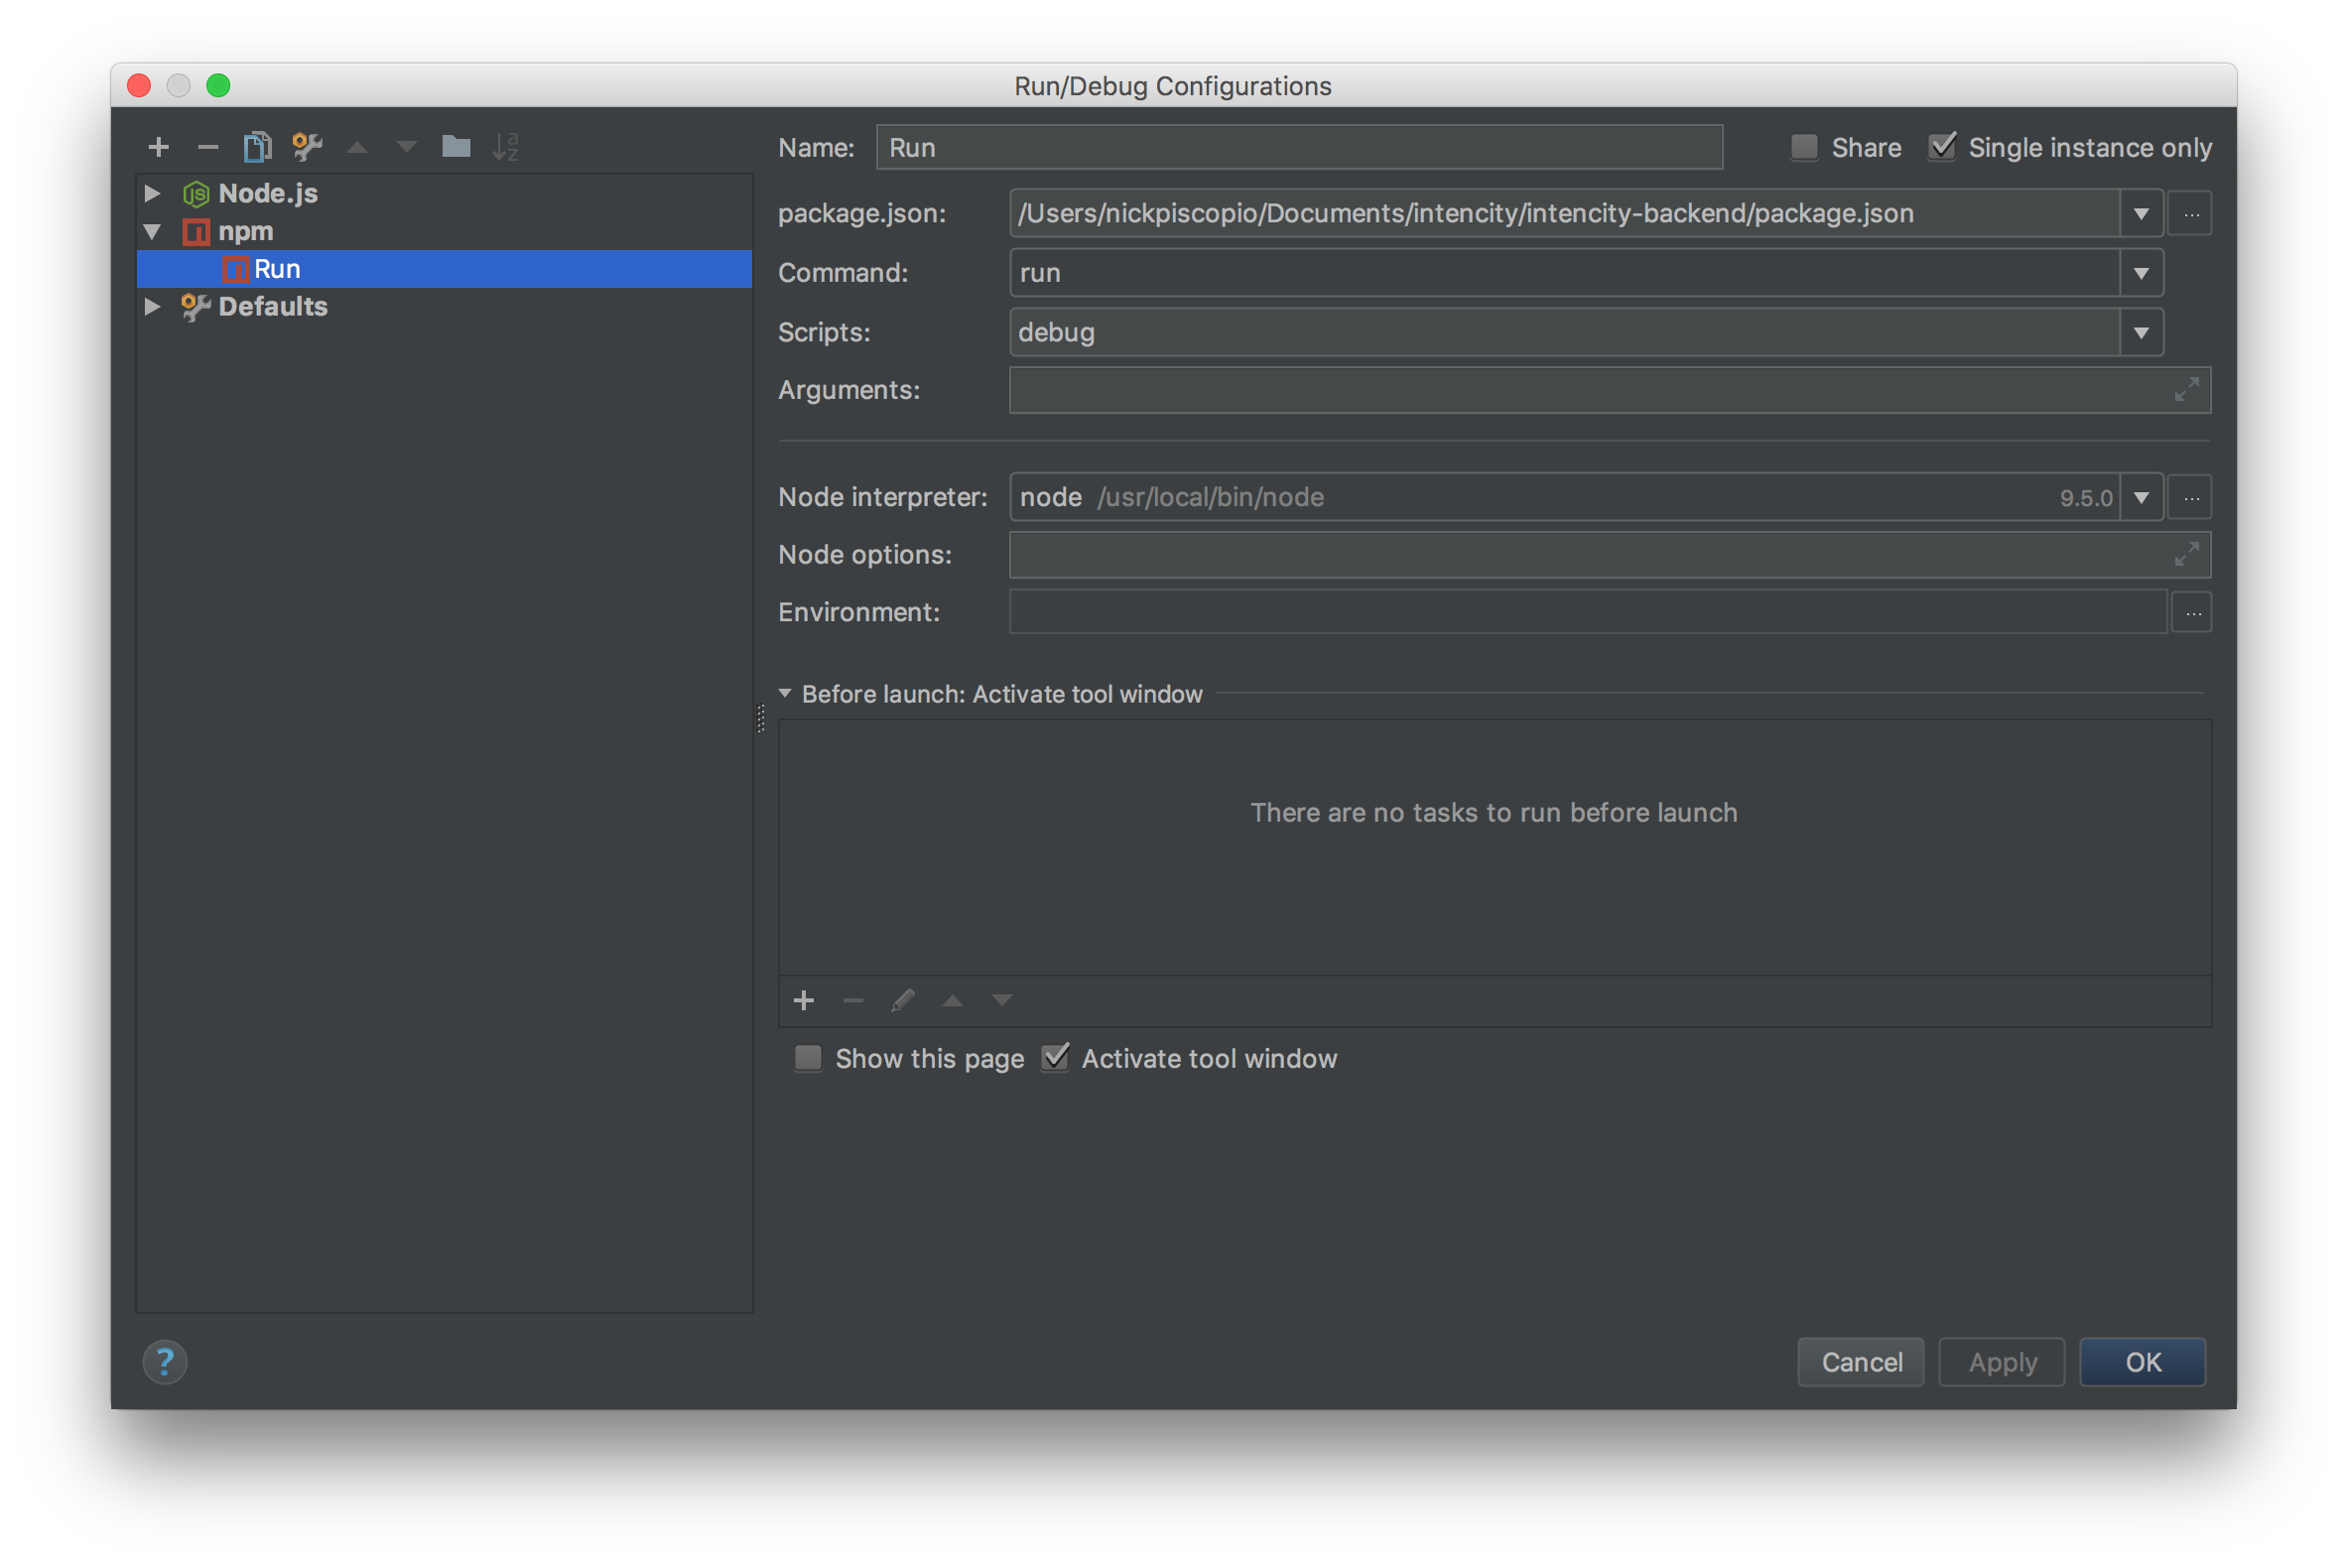 Run/Debug Configurations
Name: Run Share Single instance only
Node.js
npm
Run
Defaults
package.json: /Users/nickpiscopio/Documents/intencity/intencity-backend/package.json ...
Command: run
Scripts: debug
Arguments:
Node interpreter: node /usr/local/bin/node 9.5.0 ...
Node options:
Environment: ...
Before launch: Activate tool window
There are no tasks to run before launch
Show this page Activate tool window
? Cancel Apply OK